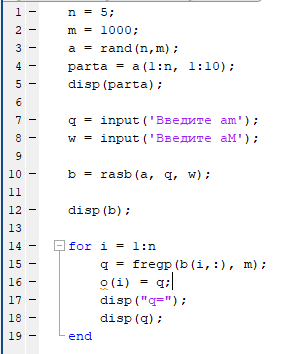 1 - n = 5;
2 - m = 1000;
3 - a = rand(n,m);
4 - parta = a(1:n, 1:10);
5 - disp(parta);
6
7 - q = input('Введите am');
8 - w = input('Введите aM');
9
10 - b = rasb(a, q, w);
11
12 - disp(b);
13
14 - for i = 1:n
15 - q = fregp(b(i,:), m);
16 - o(i) = q;
17 - disp("q=");
18 - disp(q);
19 - end